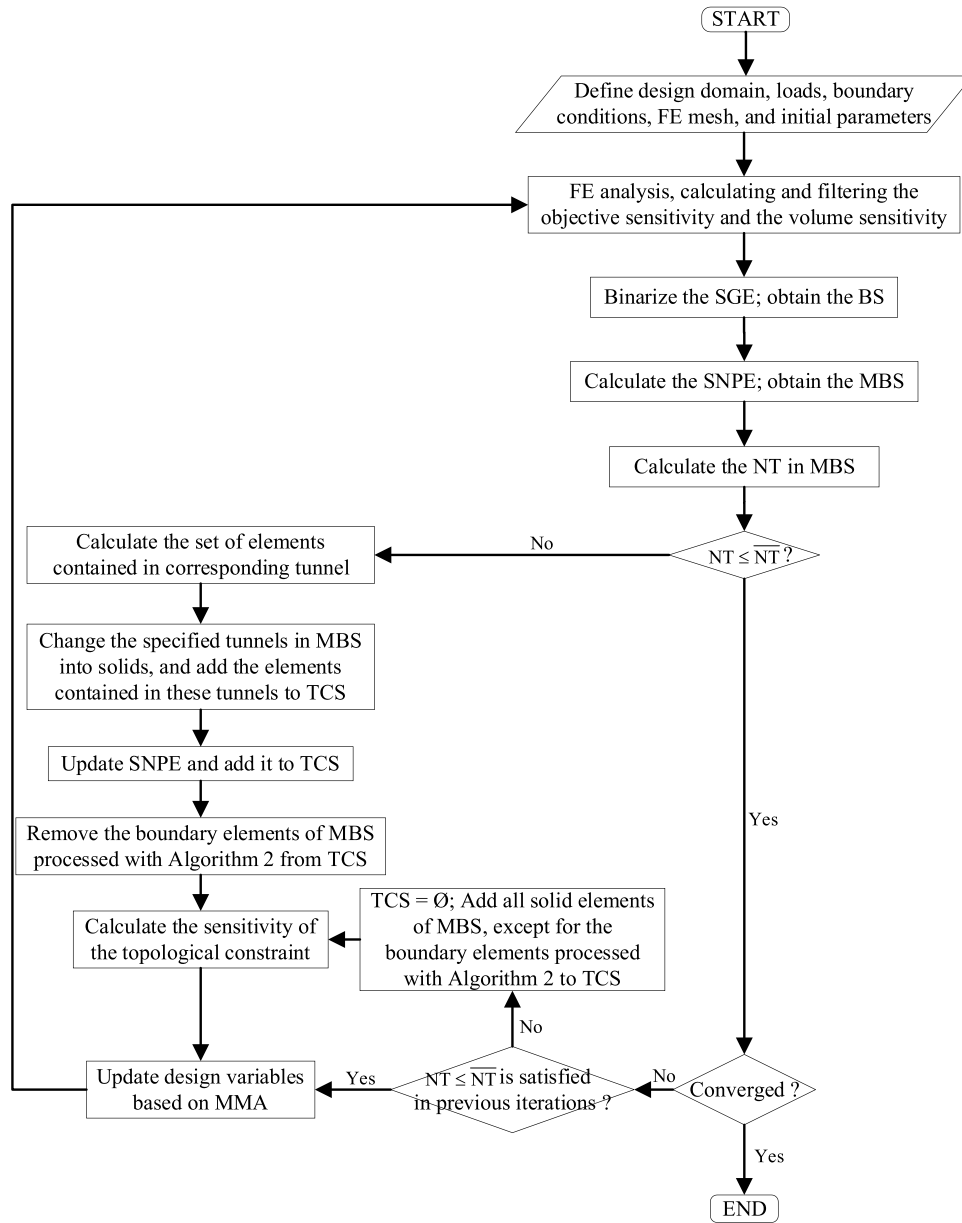 START
Define design domain, loads, boundary
conditions, FE mesh, and initial parameters
FE analysis, calculating and filtering the
objective sensitivity and the volume sensitivity
Binarize the SGE; obtain the BS
Calculate the SNPE; obtain the MBS
Calculate the NT in MBS
NT ≤ N̅T̅ ?
No
Calculate the set of elements
contained in corresponding tunnel
Change the specified tunnels in MBS
into solids, and add the elements
contained in these tunnels to TCS
Update SNPE and add it to TCS
Remove the boundary elements of MBS
processed with Algorithm 2 from TCS
Calculate the sensitivity of
the topological constraint
TCS = Ø; Add all solid elements
of MBS, except for the
boundary elements processed
with Algorithm 2 to TCS
Yes
No
Update design variables
based on MMA
Yes
NT ≤ N̅T̅ is satisfied
in previous iterations ?
No
Converged ?
Yes
END